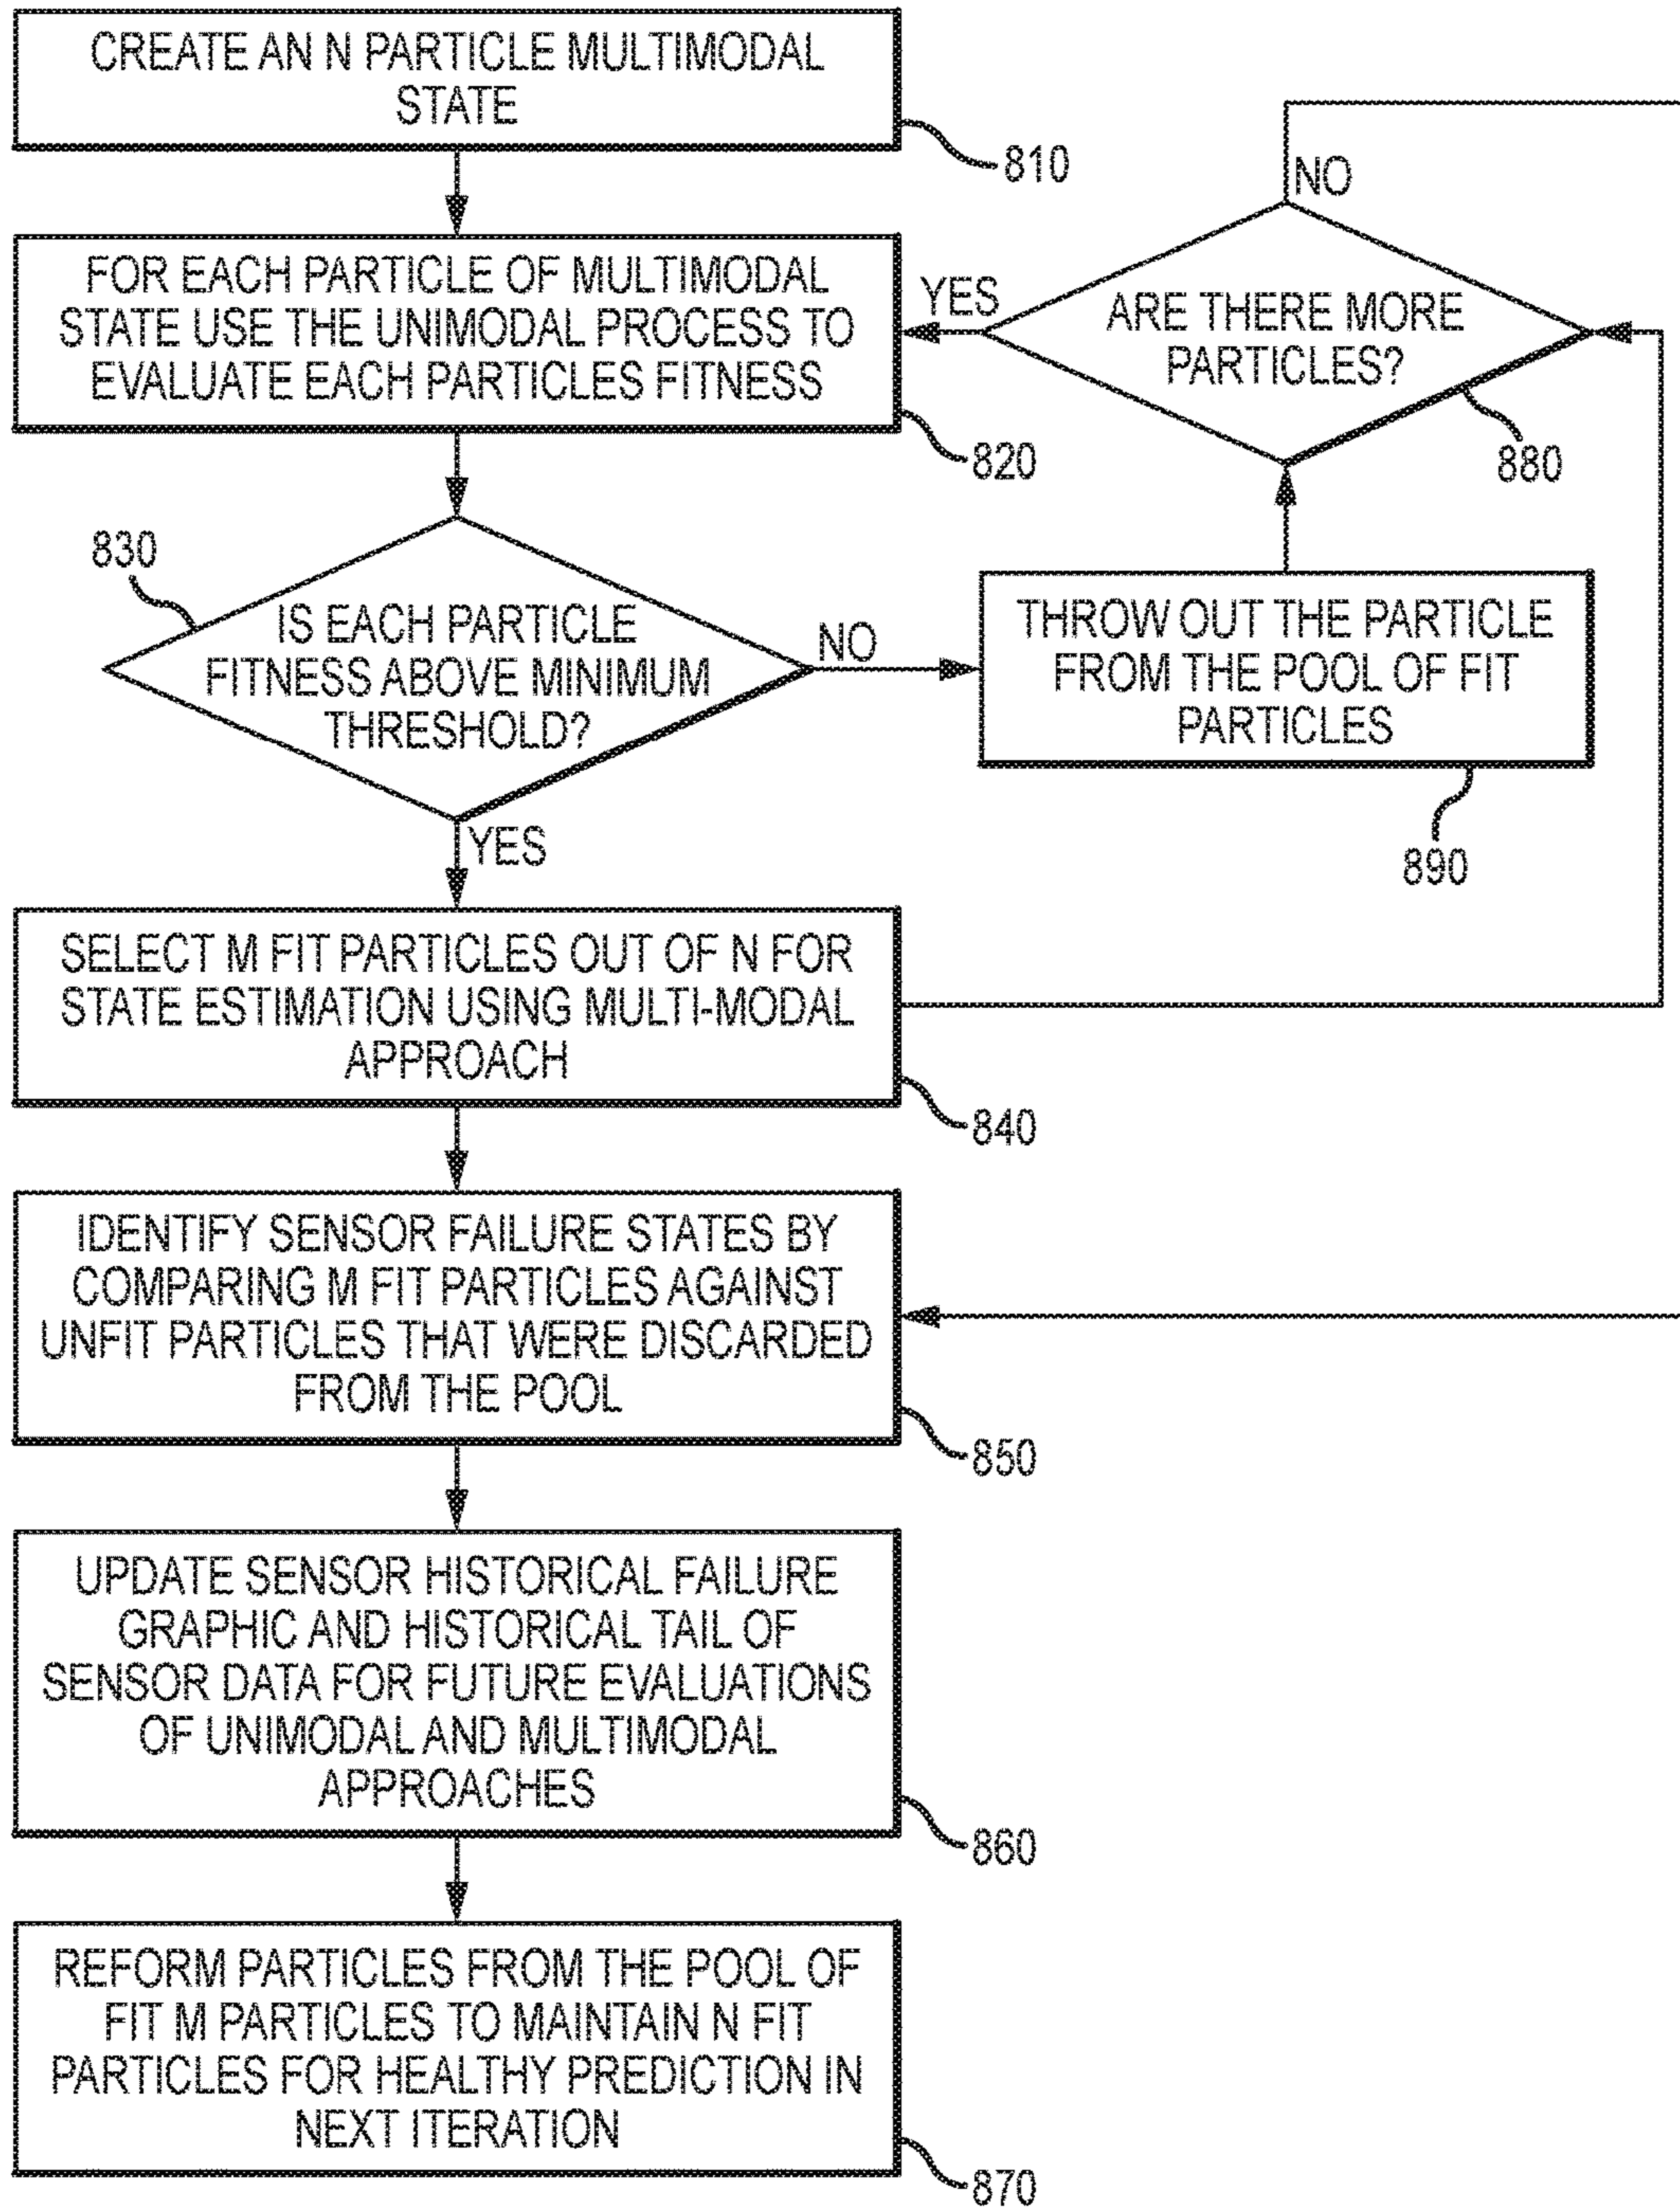 CREATE AN N PARTICLE MULTIMODAL
STATE
810
FOR EACH PARTICLE OF MULTIMODAL
STATE USE THE UNIMODAL PROCESS TO
EVALUATE EACH PARTICLES FITNESS
820
830
IS EACH PARTICLE
FITNESS ABOVE MINIMUM
THRESHOLD?
NO
YES
THROW OUT THE PARTICLE
FROM THE POOL OF FIT
PARTICLES
890
ARE THERE MORE
PARTICLES?
YES
NO
880
SELECT M FIT PARTICLES OUT OF N FOR
STATE ESTIMATION USING MULTI-MODAL
APPROACH
840
IDENTIFY SENSOR FAILURE STATES BY
COMPARING M FIT PARTICLES AGAINST
UNFIT PARTICLES THAT WERE DISCARDED
FROM THE POOL
850
UPDATE SENSOR HISTORICAL FAILURE
GRAPHIC AND HISTORICAL TAIL OF
SENSOR DATA FOR FUTURE EVALUATIONS
OF UNIMODAL AND MULTIMODAL
APPROACHES
860
REFORM PARTICLES FROM THE POOL OF
FIT M PARTICLES TO MAINTAIN N FIT
PARTICLES FOR HEALTHY PREDICTION IN
NEXT ITERATION
870